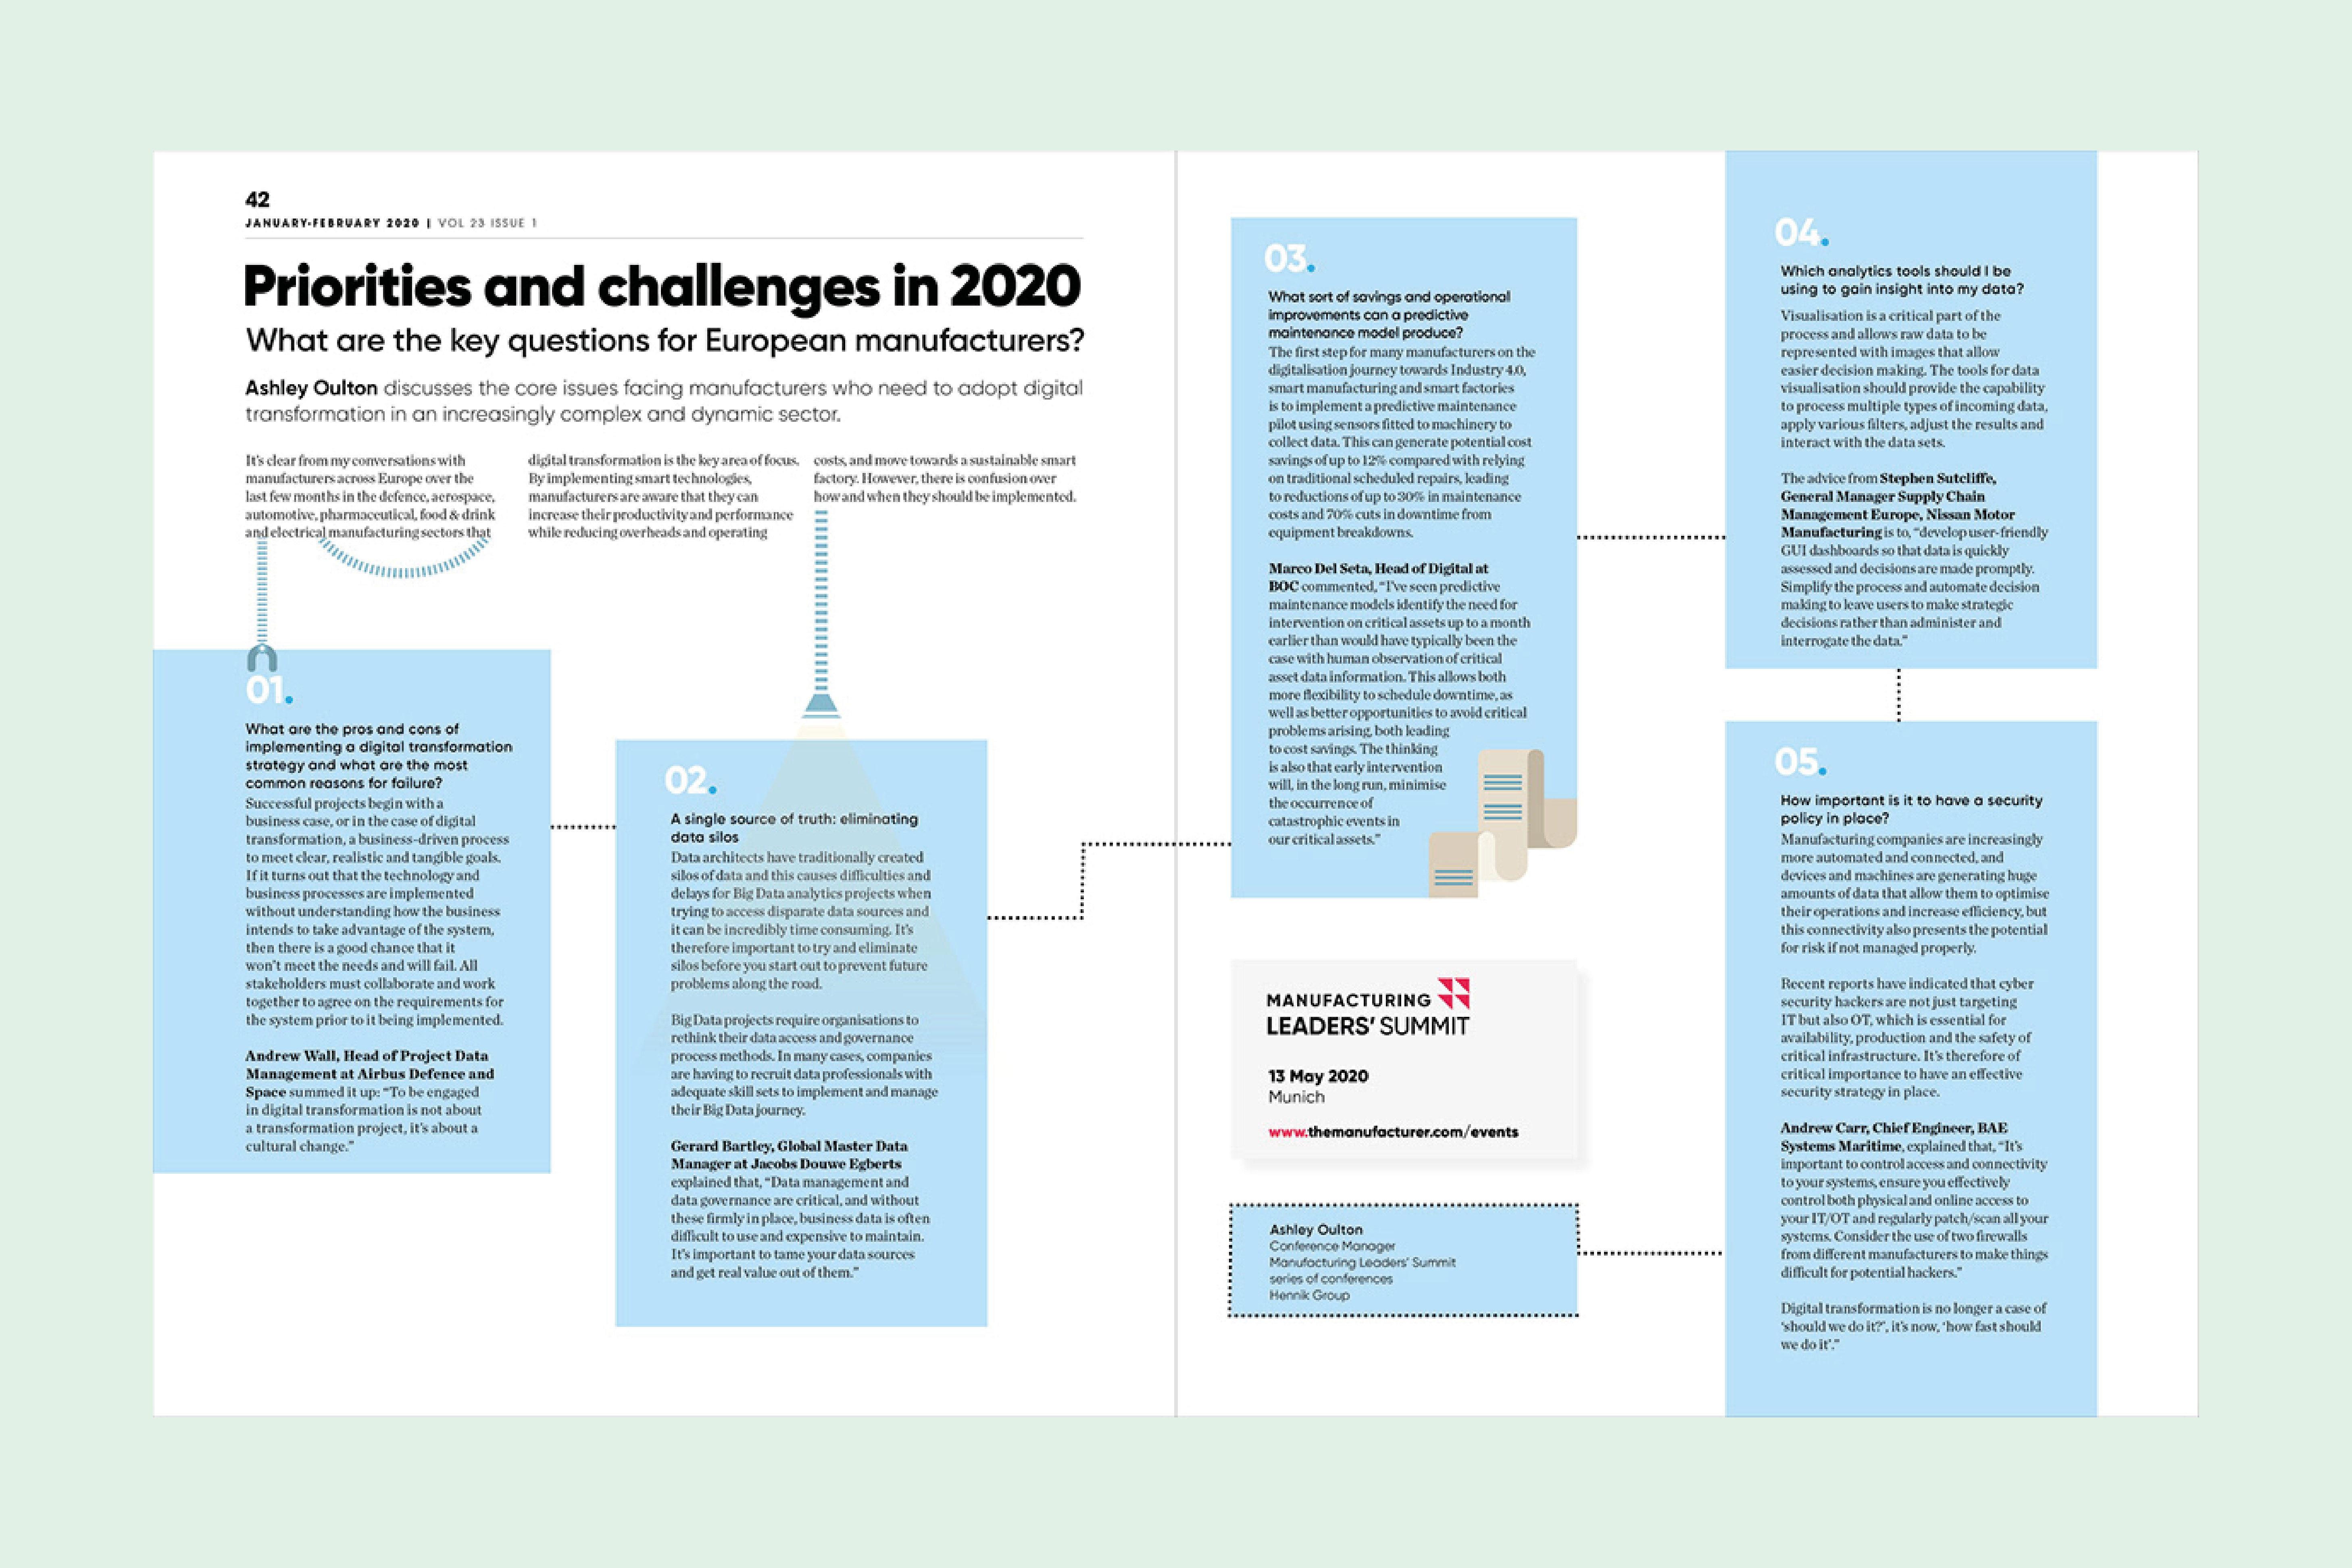 42
JANUARY-FEBRUARY 2020 | VOL 23 ISSUE 1
Priorities and challenges in 2020
What are the key questions for European manufacturers?
Ashley Oulton discusses the core issues facing manufacturers who need to adopt digital
transformation in an increasingly complex and dynamic sector.
It's clear from my conversations with
manufacturers across Europe over the
last few months in the defence, aerospace,
automotive, pharmaceutical, food & drink
and electrical manufacturing sectors that
digital transformation is the key area of focus.
By implementing smart technologies,
manufacturers are aware that they can
increase their productivity and performance
while reducing overheads and operating
costs, and move towards a sustainable smart
factory. However, there is confusion over
how and when they should be implemented.
01.
What are the pros and cons of
implementing a digital transformation
strategy and what are the most
common reasons for failure?
Successful projects begin with a
business case, or in the case of digital
transformation, a business-driven process
to meet clear, realistic and tangible goals.
If it turns out that the technology and
business processes are implemented
without understanding how the business
intends to take advantage of the system,
then there is a good chance that it
won't meet the needs and will fail. All
stakeholders must collaborate and work
together to agree on the requirements for
the system prior to it being implemented.
Andrew Wall, Head of Project Data
Management at Airbus Defence and
Space summed it up: “To be engaged
in digital transformation is not about
a transformation project, it's about a
cultural change.”
02.
A single source of truth: eliminating
data silos
Data architects have traditionally created
silos of data and this causes difficulties and
delays for Big Data analytics projects when
trying to access disparate data sources and
it can be incredibly time consuming. It's
therefore important to try and eliminate
silos before you start out to prevent future
problems along the road.
Big Data projects require organisations to
rethink their data access and governance
process methods. In many cases, companies
are having to recruit data professionals with
adequate skill sets to implement and manage
their Big Data journey.
Gerard Bartley, Global Master Data
Manager at Jacobs Douwe Egberts
explained that, “Data management and
data governance are critical, and without
these firmly in place, business data is often
difficult to use and expensive to maintain.
It's important to tame your data sources
and get real value out of them.”
03.
What sort of savings and operational
improvements can a predictive
maintenance model produce?
The first step for many manufacturers on the
digitalisation journey towards Industry 4.0,
smart manufacturing and smart factories
is to implement a predictive maintenance
pilot using sensors fitted to machinery to
collect data. This can generate potential cost
savings of up to 12% compared with relying
on traditional scheduled repairs, leading
to reductions of up to 30% in maintenance
costs and 70% cuts in downtime from
equipment breakdowns.
Marco Del Seta, Head of Digital at
BOC commented, “I've seen predictive
maintenance models identify the need for
intervention on critical assets up to a month
earlier than would have typically been the
case with human observation of critical
asset data information. This allows both
more flexibility to schedule downtime, as
well as better opportunities to avoid critical
problems arising, both leading
to cost savings. The thinking
is also that early intervention
will, in the long run, minimise
the occurrence of
catastrophic events in
our critical assets.”
MANUFACTURING
LEADERS' SUMMIT
13 May 2020
Munich
www.themanufacturer.com/events
Ashley Oulton
Conference Manager
Manufacturing Leaders' Summit
series of conferences
Hennik Group
04.
Which analytics tools should I be
using to gain insight into my data?
Visualisation is a critical part of the
process and allows raw data to be
represented with images that allow
easier decision making. The tools for data
visualisation should provide the capability
to process multiple types of incoming data,
apply various filters, adjust the results and
interact with the data sets.
The advice from Stephen Sutcliffe,
General Manager Supply Chain
Management Europe, Nissan Motor
Manufacturing is to, “develop user-friendly
GUI dashboards so that data is quickly
assessed and decisions are made promptly.
Simplify the process and automate decision
making to leave users to make strategic
decisions rather than administer and
interrogate the data.”
05.
How important is it to have a security
policy in place?
Manufacturing companies are increasingly
more automated and connected, and
devices and machines are generating huge
amounts of data that allow them to optimise
their operations and increase efficiency, but
this connectivity also presents the potential
for risk if not managed properly.
Recent reports have indicated that cyber
security hackers are not just targeting
IT but also OT, which is essential for
availability, production and the safety of
critical infrastructure. It's therefore of
critical importance to have an effective
security strategy in place.
Andrew Carr, Chief Engineer, BAE
Systems Maritime, explained that, “It's
important to control access and connectivity
to your systems, ensure you effectively
control both physical and online access to
your IT/OT and regularly patch/scan all your
systems. Consider the use of two firewalls
from different manufacturers to make things
difficult for potential hackers.”
Digital transformation is no longer a case of
‘should we do it?’, it's now, ‘how fast should
we do it’.”